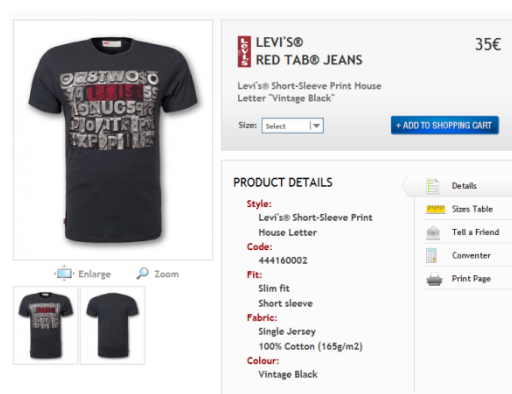 LEVI'S®
RED TAB® JEANS
35€
Levi's® Short-Sleeve Print House
Letter "Vintage Black"
Size:
Select
+ ADD TO SHOPPING CART
PRODUCT DETAILS
Style:
Levi's® Short-Sleeve Print
House Letter
Code:
444160002
Fit:
Slim fit
Short sleeve
Fabric:
Single Jersey
100% Cotton (165g/m2)
Colour:
Vintage Black
Details
Sizes Table
Tell a Friend
Conventer
Print Page
Enlarge
Zoom